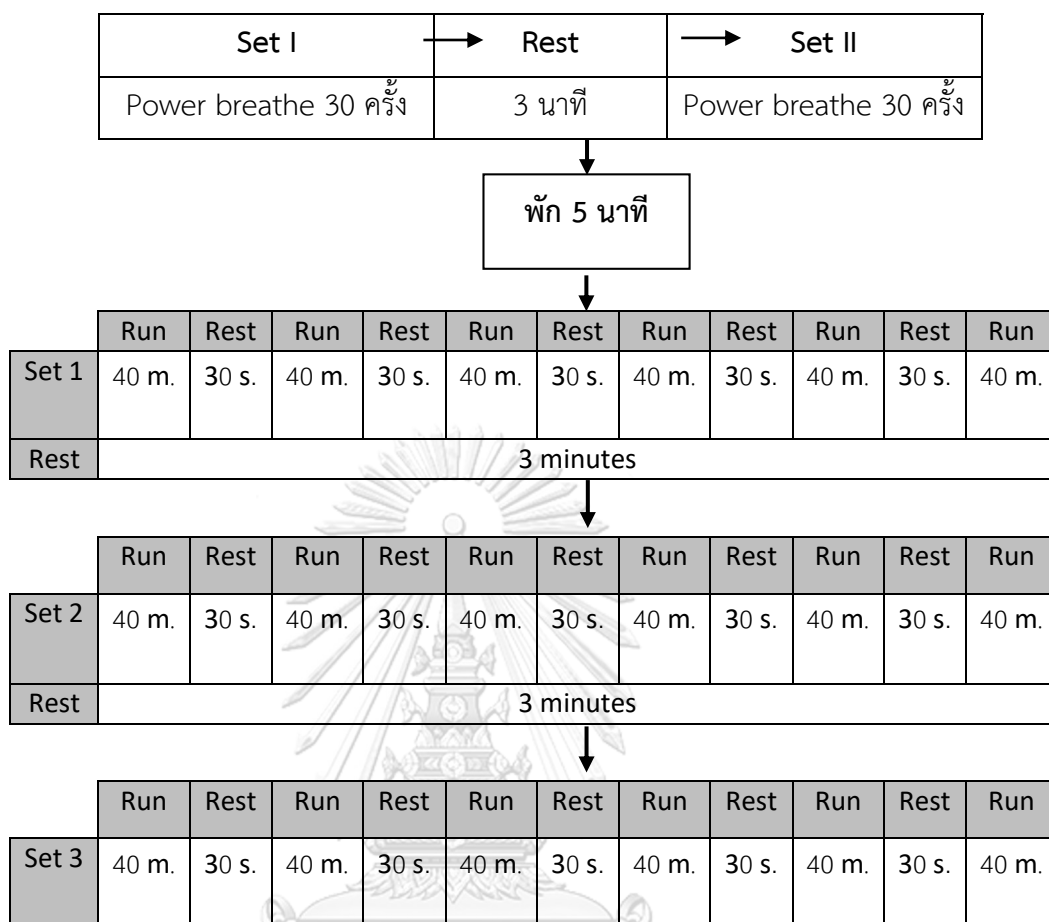 Set I → Rest → Set II
Power breathe 30 ครั้ง 3 นาที Power breathe 30 ครั้ง
พัก 5 นาที
Run Rest Run Rest Run Rest Run Rest Run Rest Run
Set 1 40 m. 30 s. 40 m. 30 s. 40 m. 30 s. 40 m. 30 s. 40 m. 30 s. 40 m.
Rest 3 minutes
Run Rest Run Rest Run Rest Run Rest Run Rest Run
Set 2 40 m. 30 s. 40 m. 30 s. 40 m. 30 s. 40 m. 30 s. 40 m. 30 s. 40 m.
Rest 3 minutes
Run Rest Run Rest Run Rest Run Rest Run Rest Run
Set 3 40 m. 30 s. 40 m. 30 s. 40 m. 30 s. 40 m. 30 s. 40 m. 30 s. 40 m.